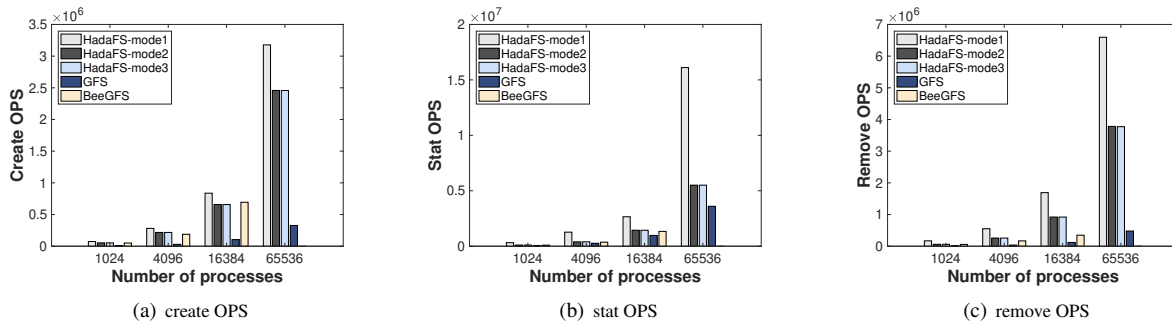 ×10⁶
3.5
3
2.5
2
1.5
1
0.5
0
Create OPS
HadaFS-mode1
HadaFS-mode2
HadaFS-mode3
GFS
BeeGFS
1024 4096 16384 65536
Number of processes
(a) create OPS
×10⁷
2
1.5
1
0.5
0
Stat OPS
HadaFS-mode1
HadaFS-mode2
HadaFS-mode3
GFS
BeeGFS
1024 4096 16384 65536
Number of processes
(b) stat OPS
×10⁶
7
6
5
4
3
2
1
0
Remove OPS
HadaFS-mode1
HadaFS-mode2
HadaFS-mode3
GFS
BeeGFS
1024 4096 16384 65536
Number of processes
(c) remove OPS